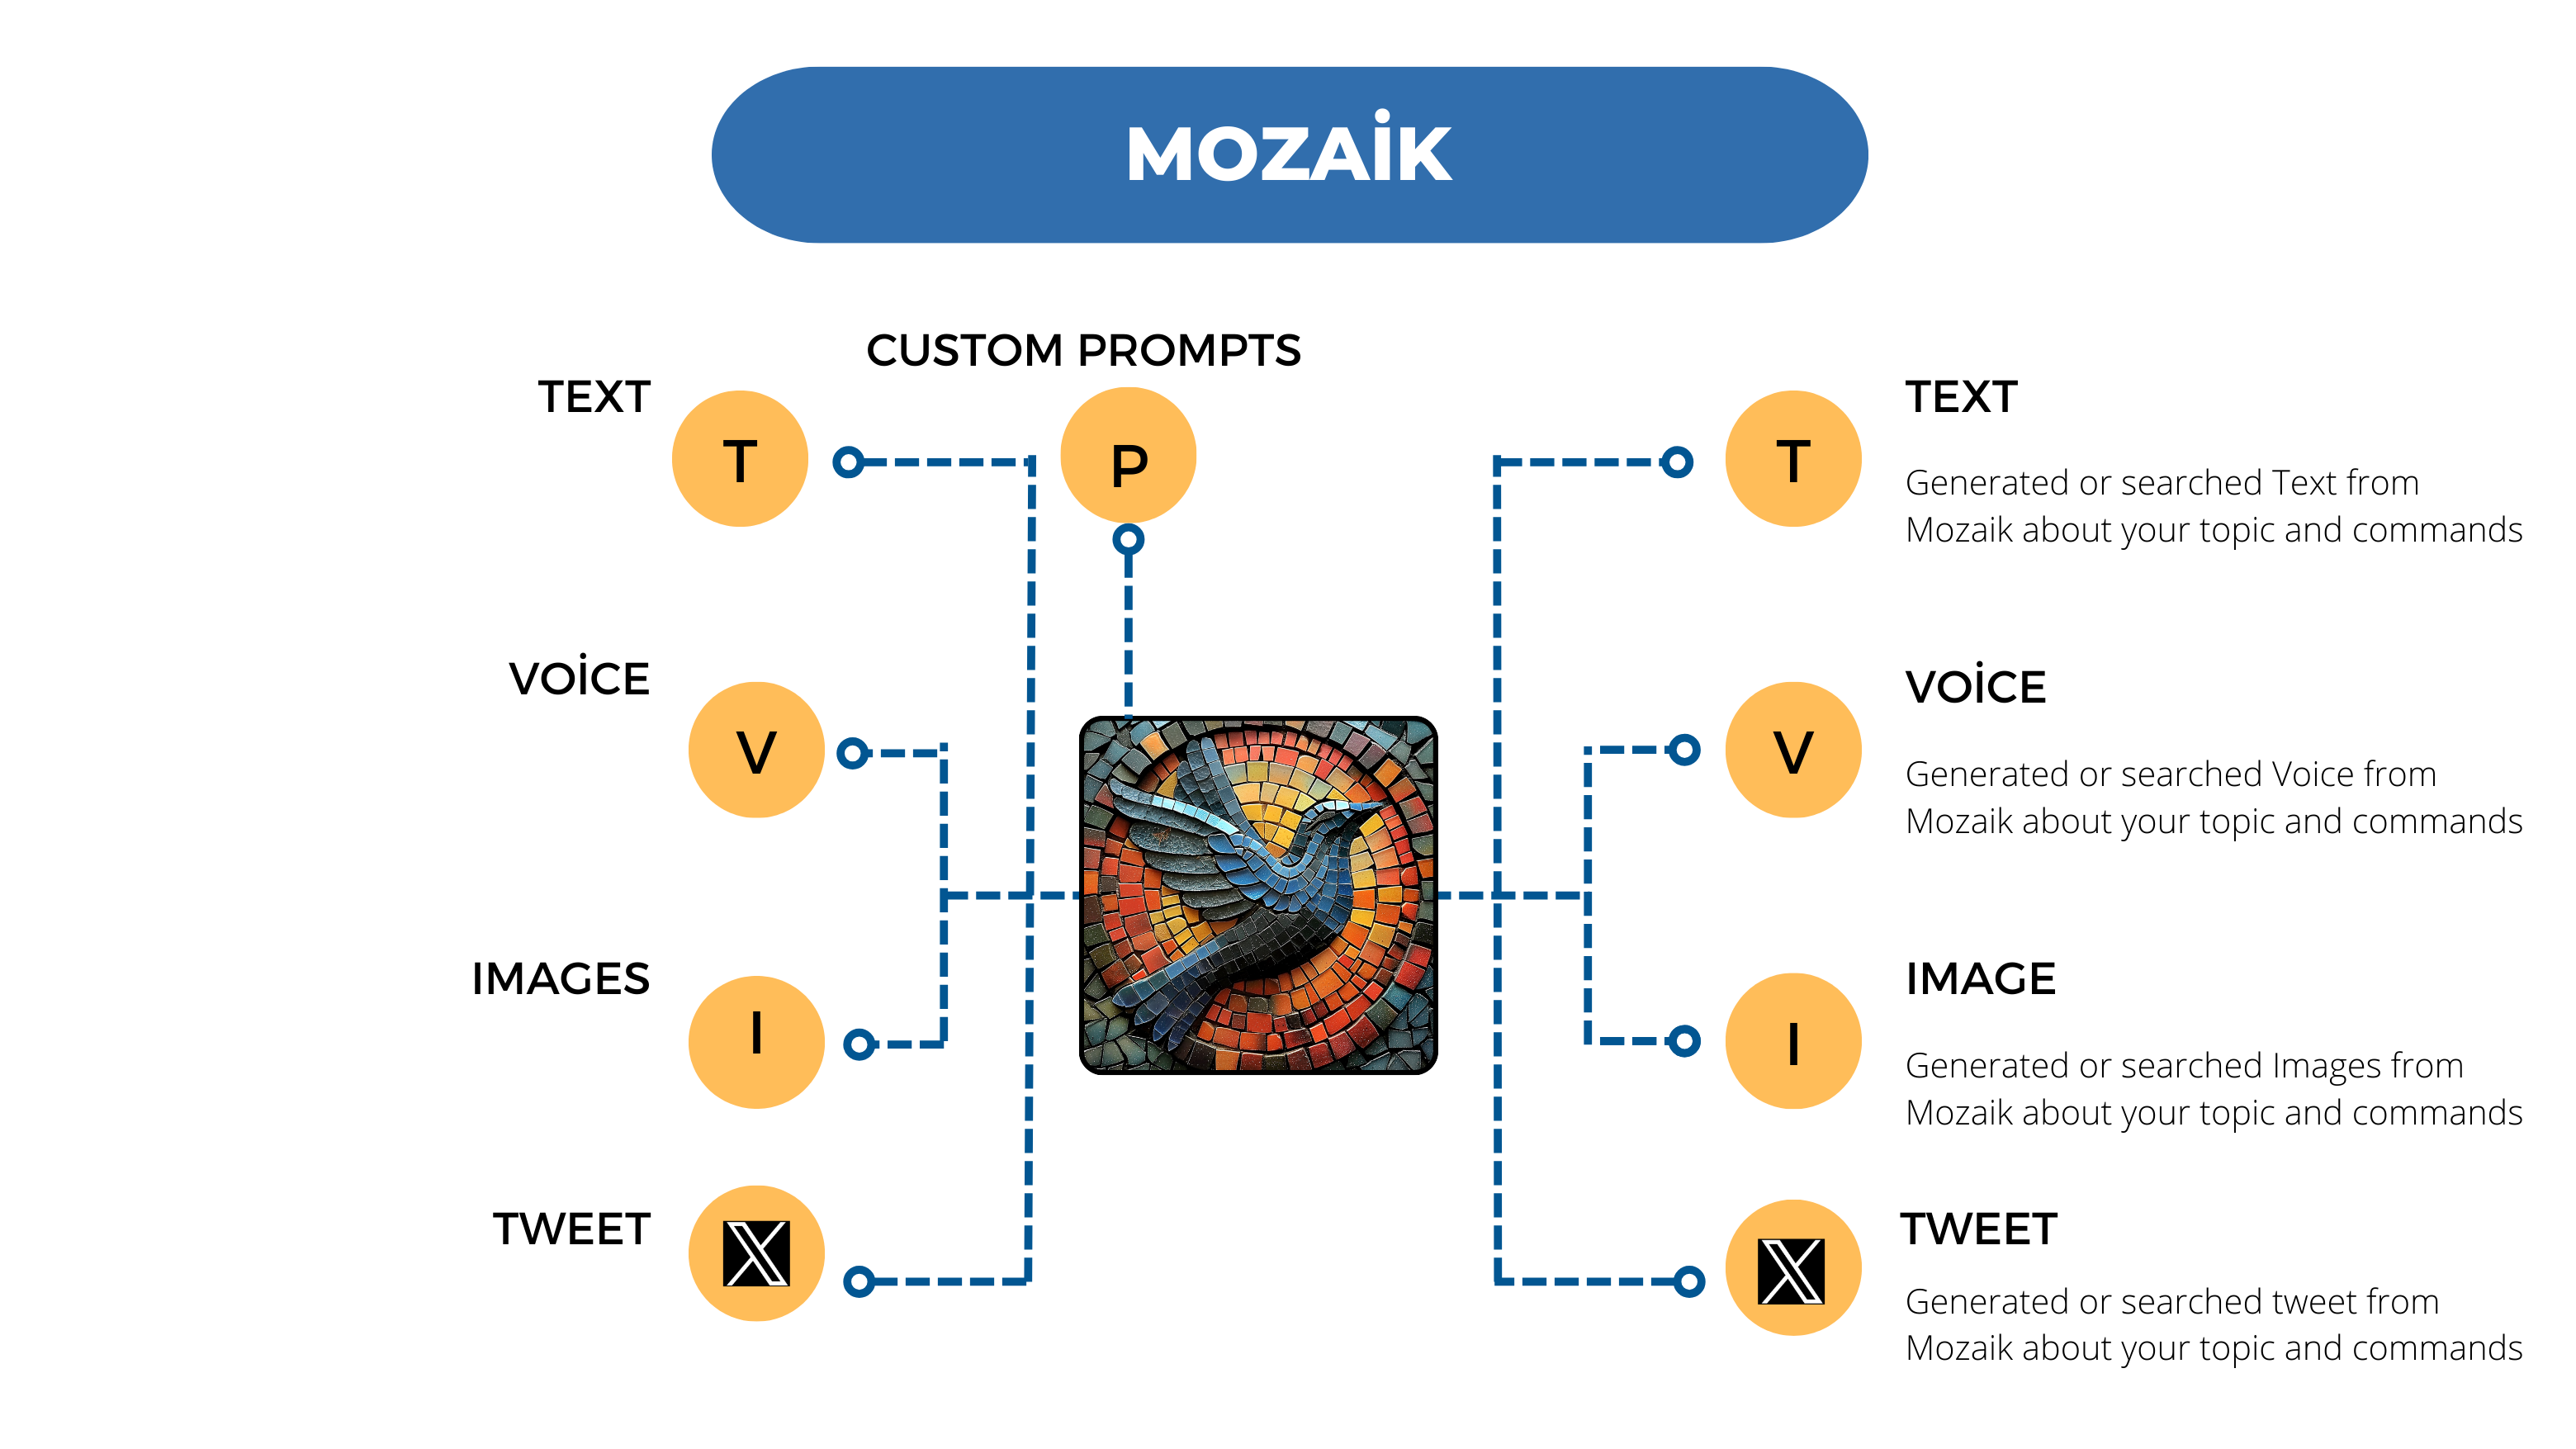 MOZAİK
CUSTOM PROMPTS
P
TEXT
T
VOİCE
V
IMAGES
I
TWEET
X
T
TEXT
Generated or searched Text from
Mozaik about your topic and commands
V
VOİCE
Generated or searched Voice from
Mozaik about your topic and commands
I
IMAGE
Generated or searched Images from
Mozaik about your topic and commands
X
TWEET
Generated or searched tweet from
Mozaik about your topic and commands